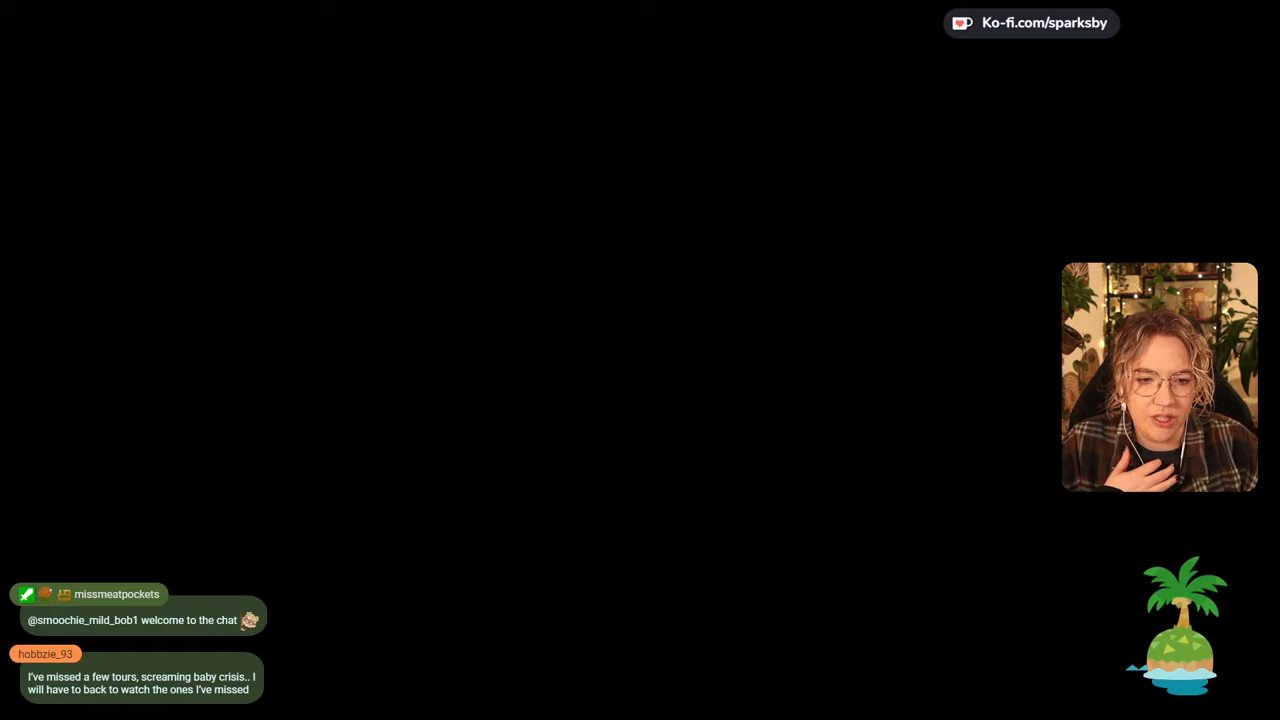 Ko-fi.com/sparksby
missmeatpockets
@smoochie_mild_bob1 welcome to the chat
hobbzie_93
I've missed a few tours, screaming baby crisis.. I
will have to back to watch the ones I've missed